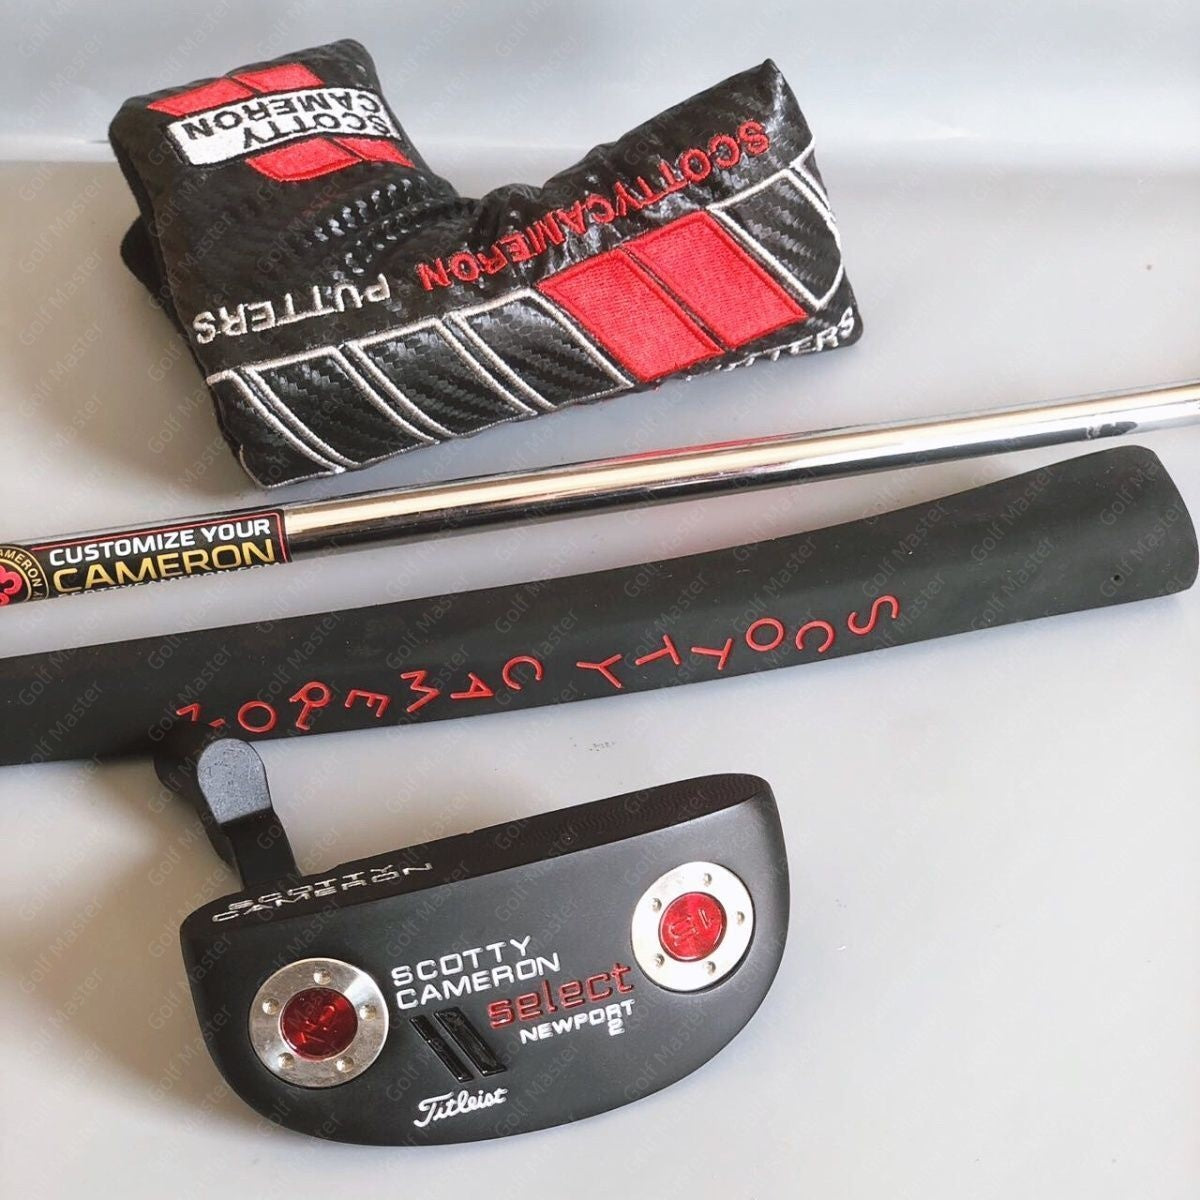 SCOTTY
CAMERON
SCOTTYCAMERON
PUTTERS
PUTTERS
CUSTOMIZE YOUR
CAMERON
SCOTTY CAMERON
SCOTTY
CAMERON
SCOTTY
CAMERON
select
NEWPORT
2
Titleist
Golf Master